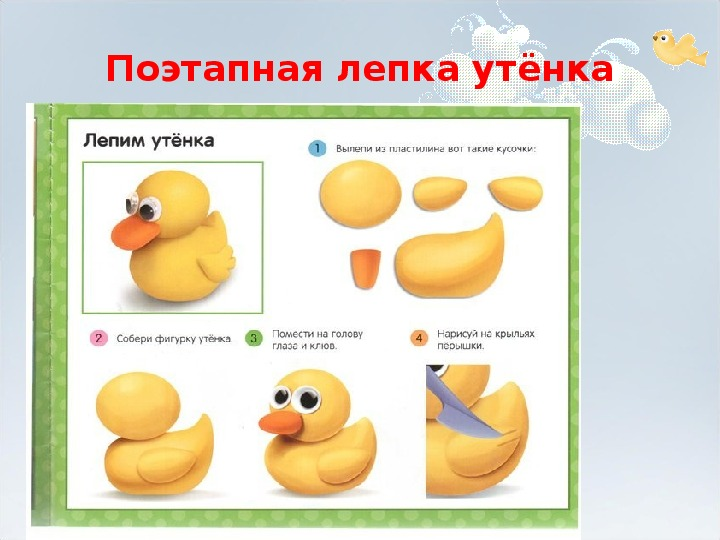 Поэтапная лепка утёнка
Лепим утёнка
1 Вылепи из пластилина вот такие кусочки:
2 Собери фигурку утёнка
3 Помести на голову
глаза и клюв.
4 Нарисуй на крыльях
перышки.